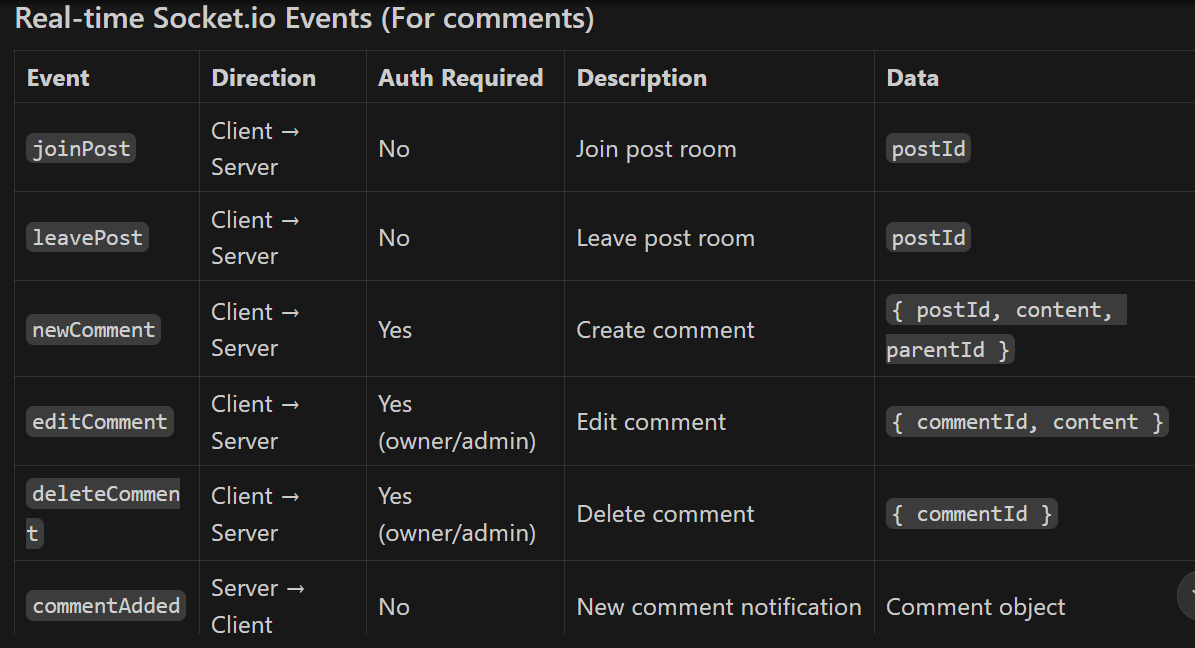 Real-time Socket.io Events (For comments)
Event Direction Auth Required Description Data
joinPost Client → Server No Join post room postId
leavePost Client → Server No Leave post room postId
newComment Client → Server Yes Create comment { postId, content, parentId }
editComment Client → Server Yes (owner/admin) Edit comment { commentId, content }
deleteComment Client → Server Yes (owner/admin) Delete comment { commentId }
commentAdded Server → Client No New comment notification Comment object